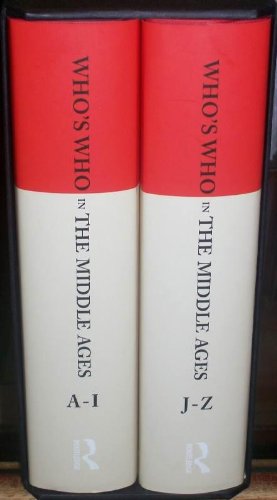 WHO'S WHO IN THE MIDDLE AGES
A-I
R
WHO'S WHO IN THE MIDDLE AGES
J-Z
R